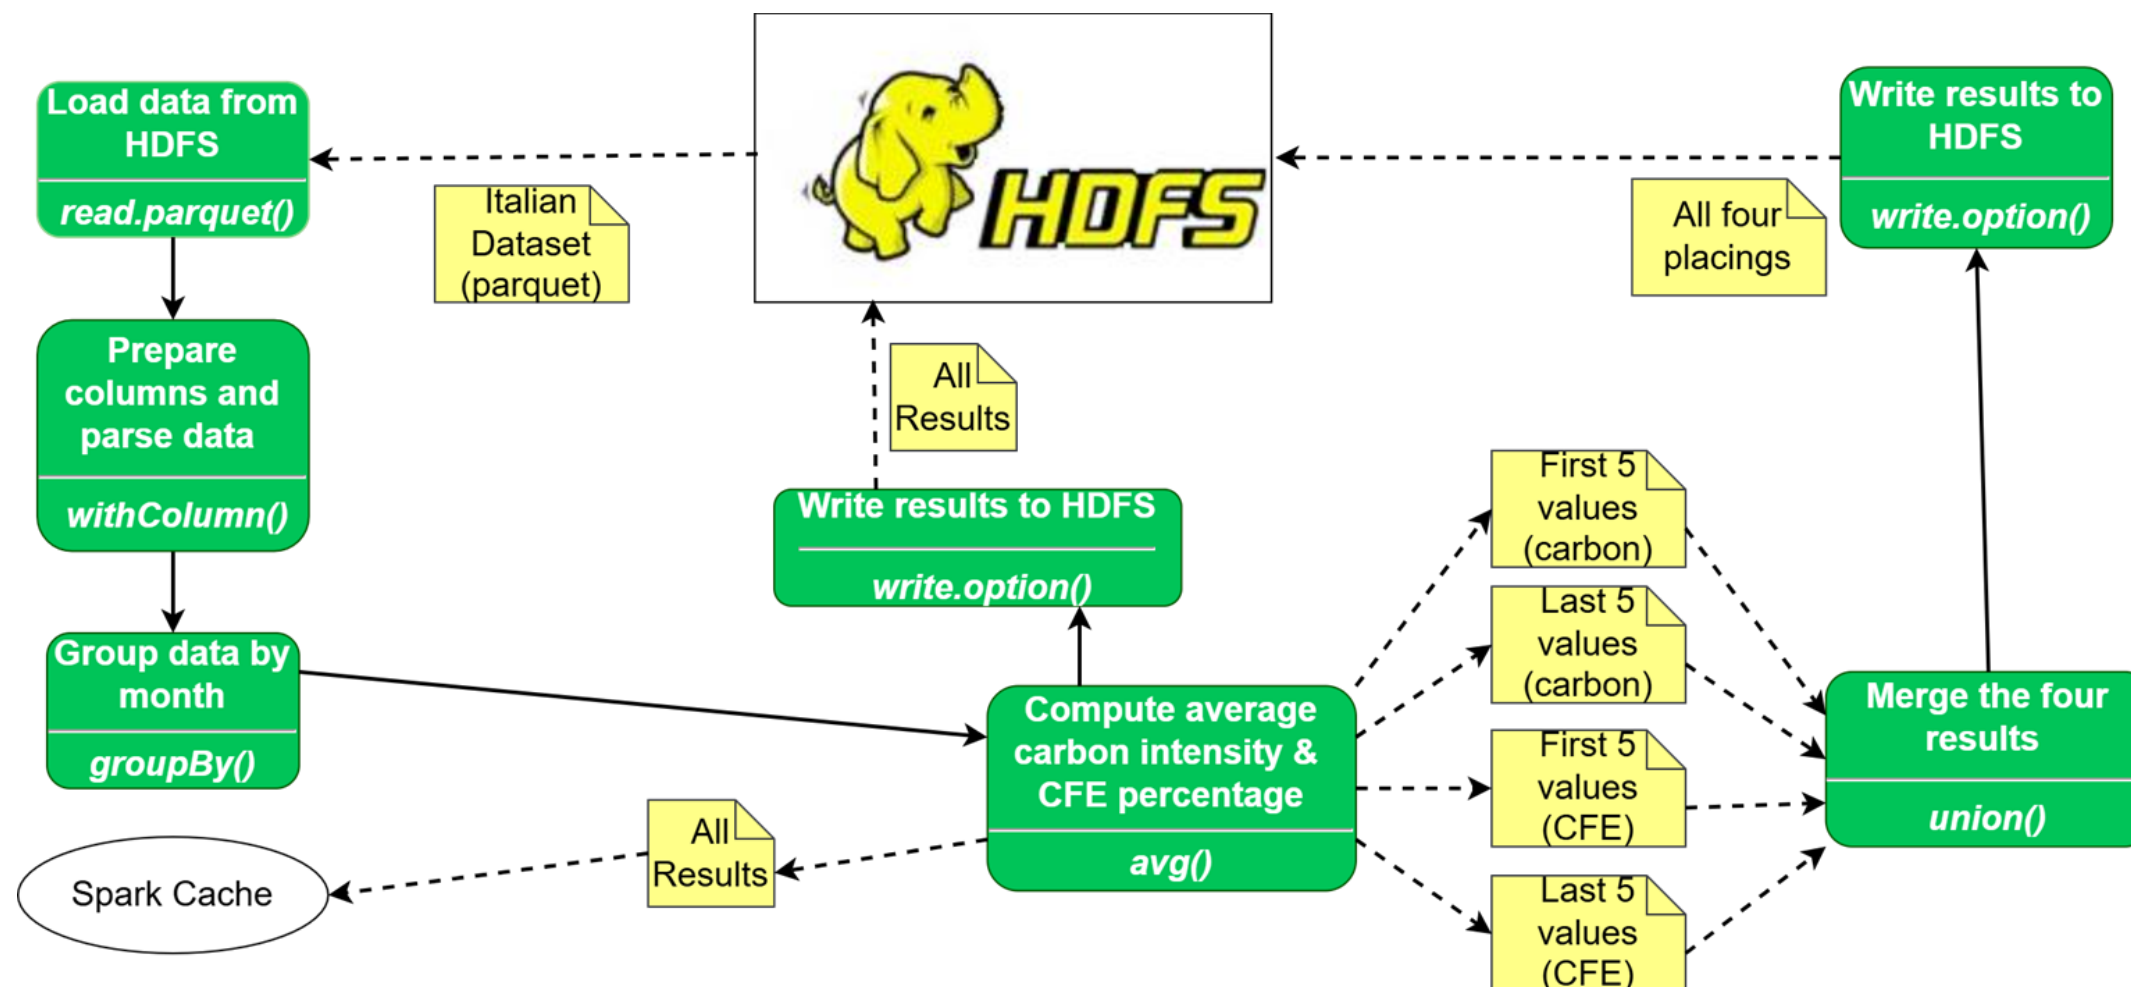 Load data from
HDFS
read.parquet()
Italian
Dataset
(parquet)
HDFS
All four
placings
Write results to
HDFS
write.option()
Prepare
columns and
parse data
withColumn()
All
Results
Write results to HDFS
write.option()
Group data by
month
groupBy()
Compute average
carbon intensity &
CFE percentage
avg()
First 5
values
(carbon)
Last 5
values
(carbon)
First 5
values
(CFE)
Last 5
values
(CFE)
Merge the four
results
union()
All
Results
Spark Cache